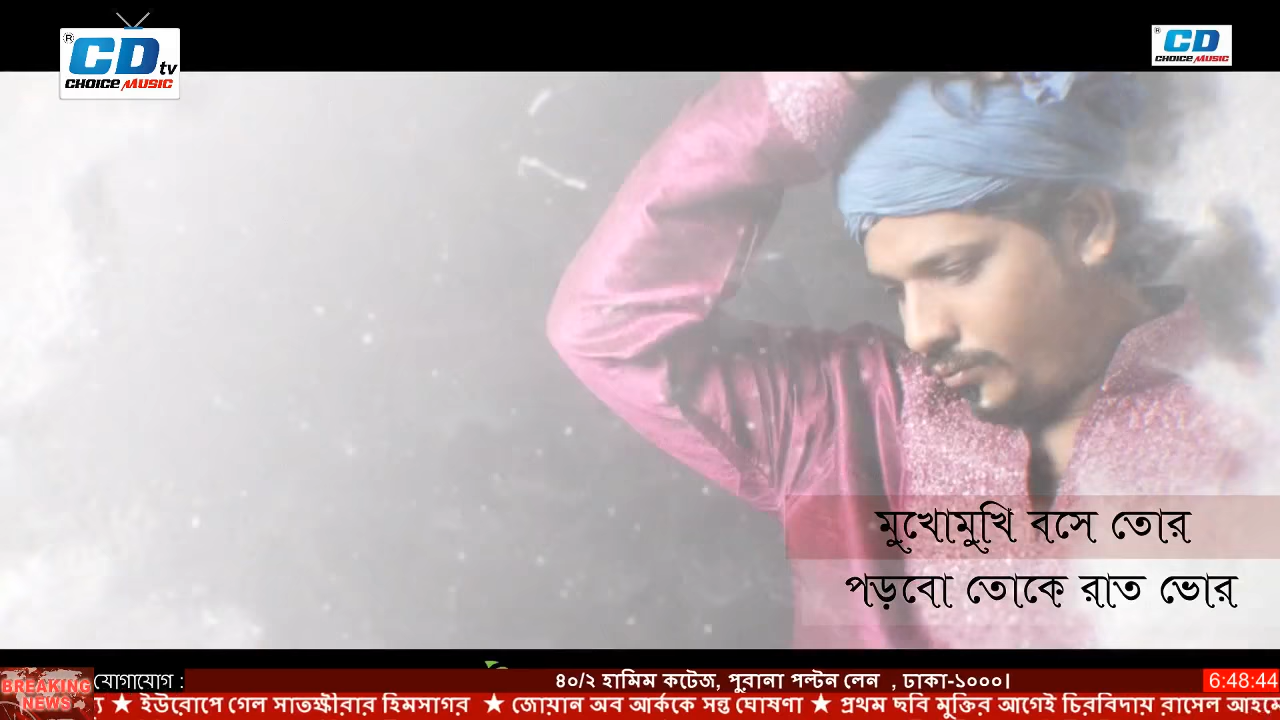 ® CD tv
CHOICE MUSIC
® CD
CHOICE MUSIC
মুখোমুখি বসে তোর
পড়বো তোকে রাত ভোর
BREAKING NEWS
যোগাযোগ : ৪০/২ হামিম কটেজ, পুরানা পল্টন লেন , ঢাকা-১০০০।
6:48:44
★ ইউরোপে গেল সাতক্ষীরার হিমসাগর ★ জোয়ান অব আর্ককে সন্ত ঘোষণা ★ প্রথম ছবি মুক্তির আগেই চিরবিদায় রাসেল